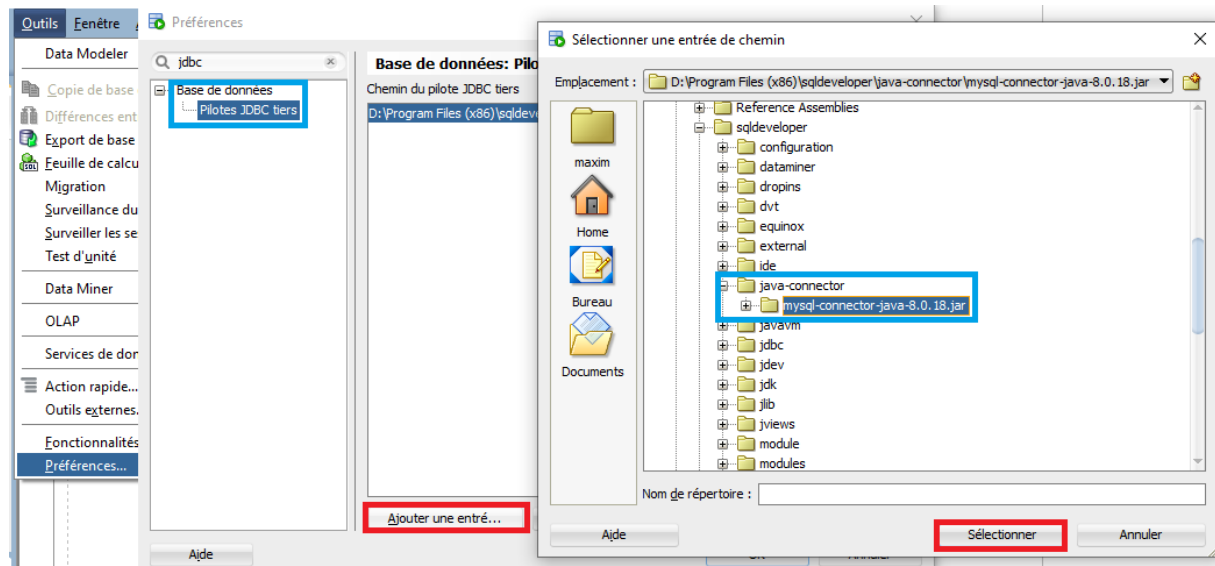 Outils Fenêtre
Data Modeler
Copie de base
Différences ent
Export de base
Feuille de calcu
Migration
Surveillance du
Surveiller les se
Test d'unité
Data Miner
OLAP
Services de don
Action rapide...
Outils externes.
Fonctionnalités
Préférences...
Préférences
jdbc
Base de données
Pilotes JDBC tiers
Base de données: Pilo
Chemin du pilote JDBC tiers
D:\Program Files (x86)\sqldeve
Ajouter une entré...
Aide
Sélectionner une entrée de chemin
Emplacement : D:\Program Files (x86)\sqldeveloper\java-connector\mysql-connector-java-8.0.18.jar
maxim
Home
Bureau
Documents
Reference Assemblies
sqldeveloper
configuration
dataminer
dropins
dvt
equinox
external
ide
java-connector
mysql-connector-java-8.0.18.jar
javavm
jdbc
jdev
jdk
jlib
jviews
module
modules
Nom de répertoire :
Aide
Sélectionner
Annuler